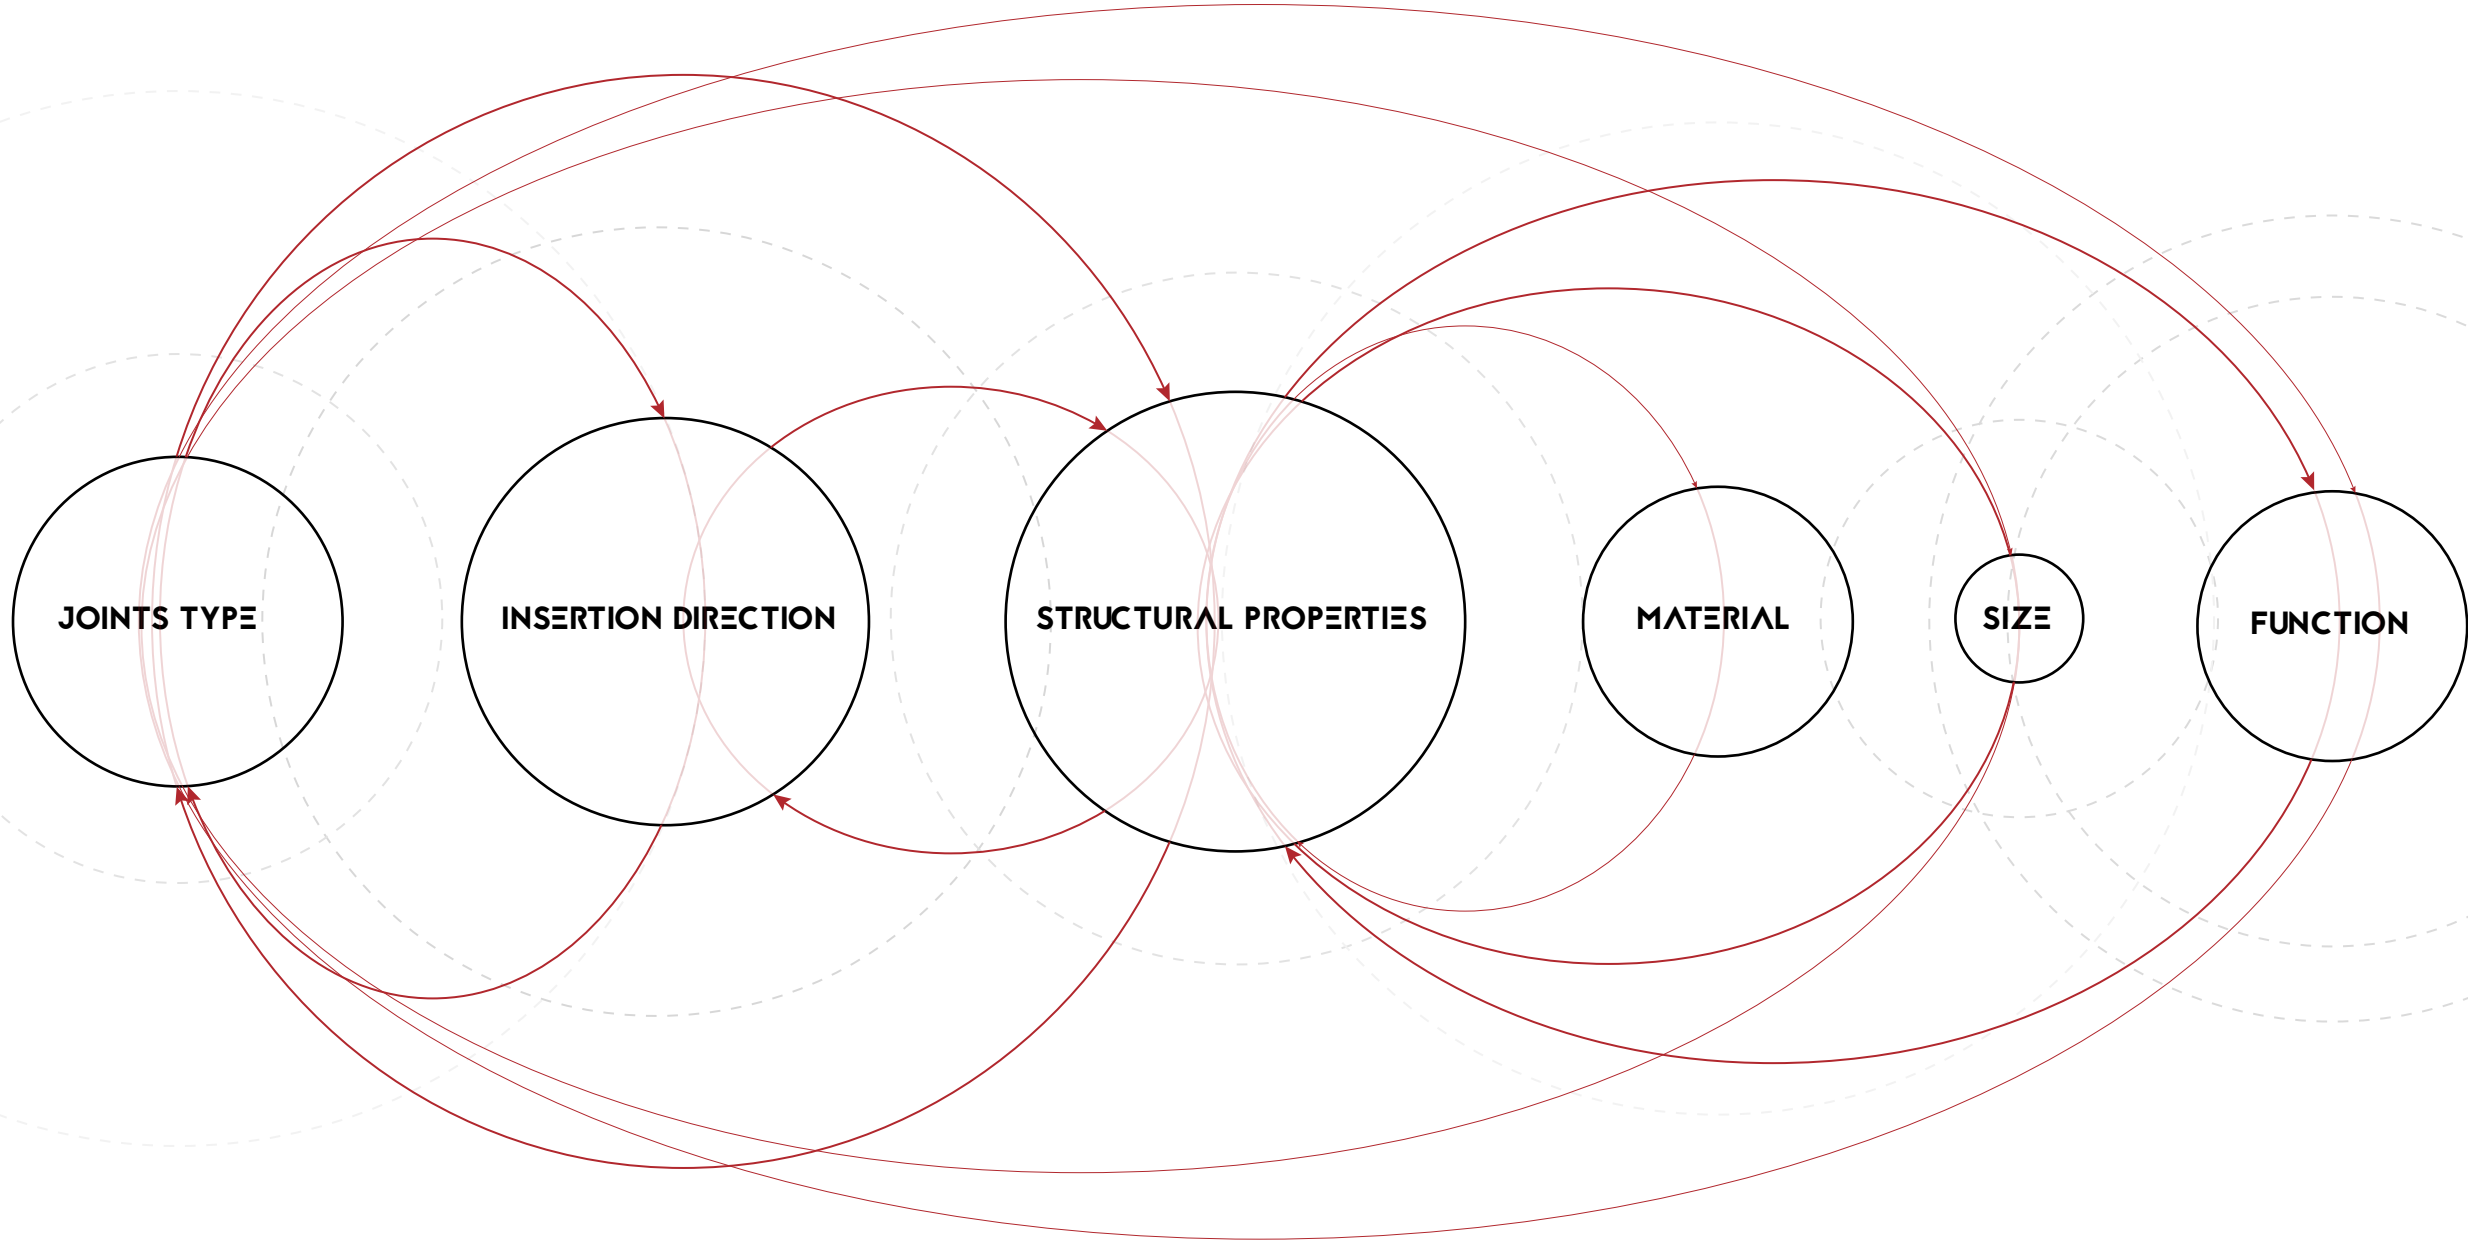 JOINTS TYPE
INSERTION DIRECTION
STRUCTURAL PROPERTIES
MATERIAL
SIZE
FUNCTION